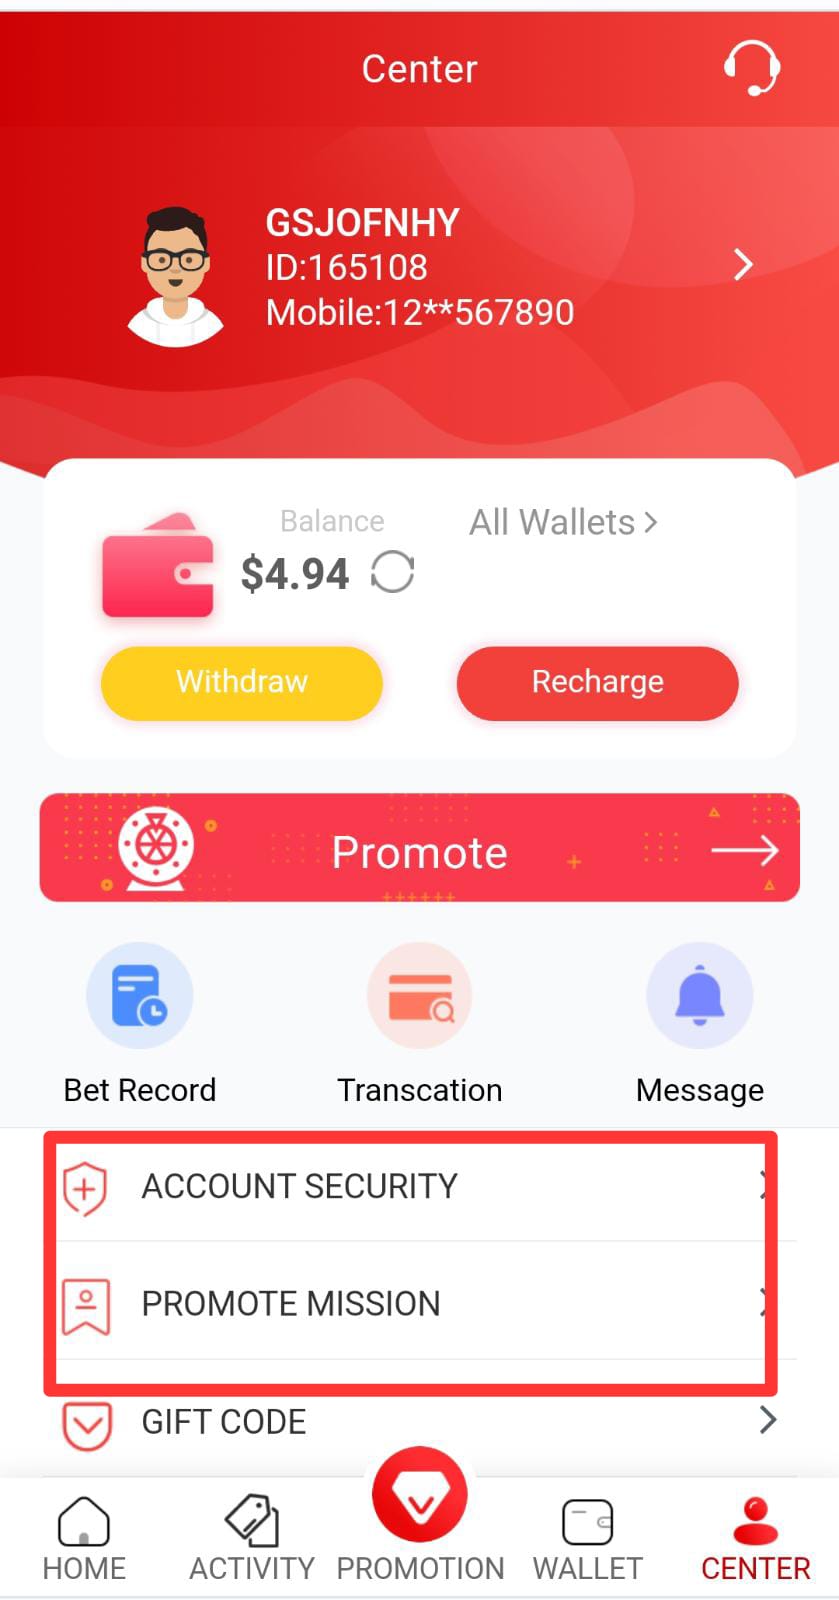 Center
GSJOFNHY
ID:165108
Mobile:12**567890
Balance
All Wallets
$4.94
Withdraw
Recharge
Promote
Bet Record
Transcation
Message
ACCOUNT SECURITY
PROMOTE MISSION
GIFT CODE
HOME
ACTIVITY
PROMOTION
WALLET
CENTER